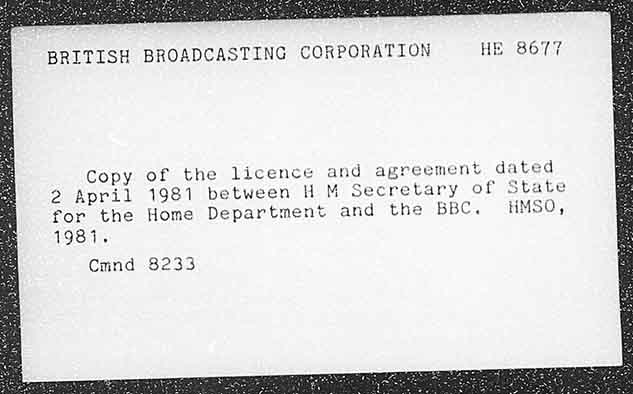 BRITISH BROADCASTING CORPORATION HE 8677
Copy of the licence and agreement dated
2 April 1981 between H M Secretary of State
for the Home Department and the BBC. HMSO,
1981.
Cmnd 8233